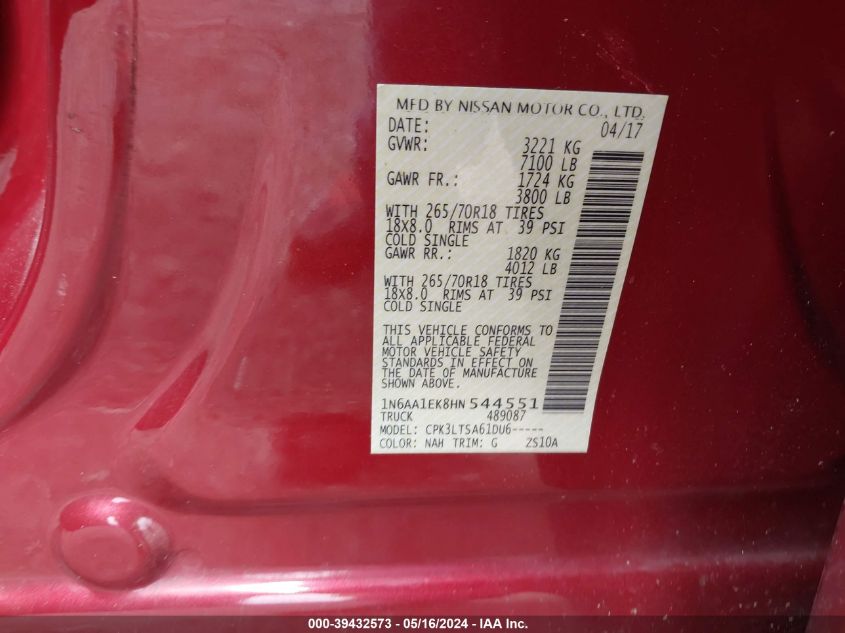 MFD BY NISSAN MOTOR CO., LTD.
DATE: 04/17
GVWR: 3221 KG
7100 LB
GAWR FR.: 1724 KG
3800 LB
WITH 265/70R18 TIRES
18X8.0 RIMS AT 39 PSI
COLD SINGLE
GAWR RR.: 1820 KG
4012 LB
WITH 265/70R18 TIRES
18X8.0 RIMS AT 39 PSI
COLD SINGLE
THIS VEHICLE CONFORMS TO
ALL APPLICABLE FEDERAL
MOTOR VEHICLE SAFETY
STANDARDS IN EFFECT ON
THE DATE OF MANUFACTURE
SHOWN ABOVE.
1N6AA1EK8HN544551
TRUCK 489087
MODEL: CPK3LTSA61DU6-----
COLOR: NAH TRIM: G ZS10A
000-39432573 - 05/16/2024 - IAA Inc.